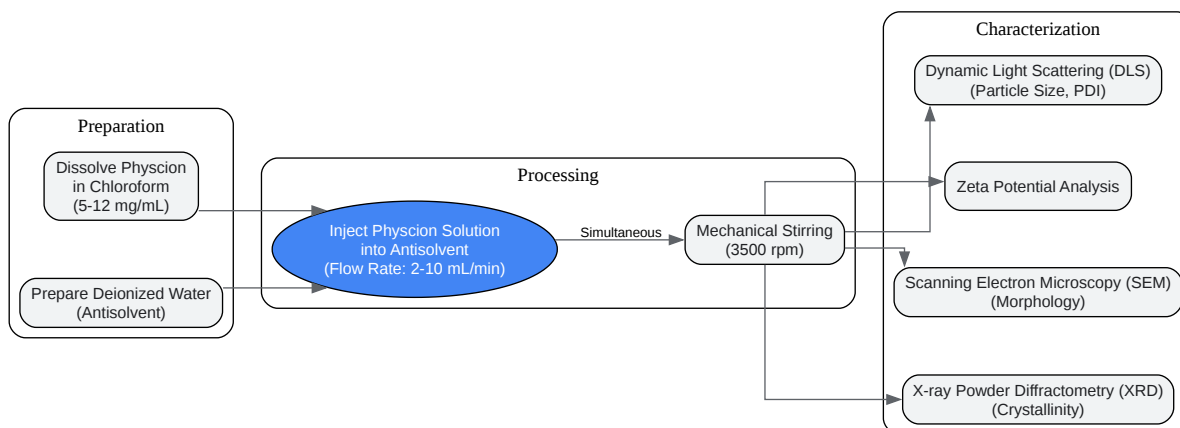 Preparation
Dissolve Physcion
in Chloroform
(5-12 mg/mL)
Prepare Deionized Water
(Antisolvent)
Processing
Inject Physcion Solution
into Antisolvent
(Flow Rate: 2-10 mL/min)
Simultaneous
Mechanical Stirring
(3500 rpm)
Characterization
Dynamic Light Scattering (DLS)
(Particle Size, PDI)
Zeta Potential Analysis
Scanning Electron Microscopy (SEM)
(Morphology)
X-ray Powder Diffractometry (XRD)
(Crystallinity)